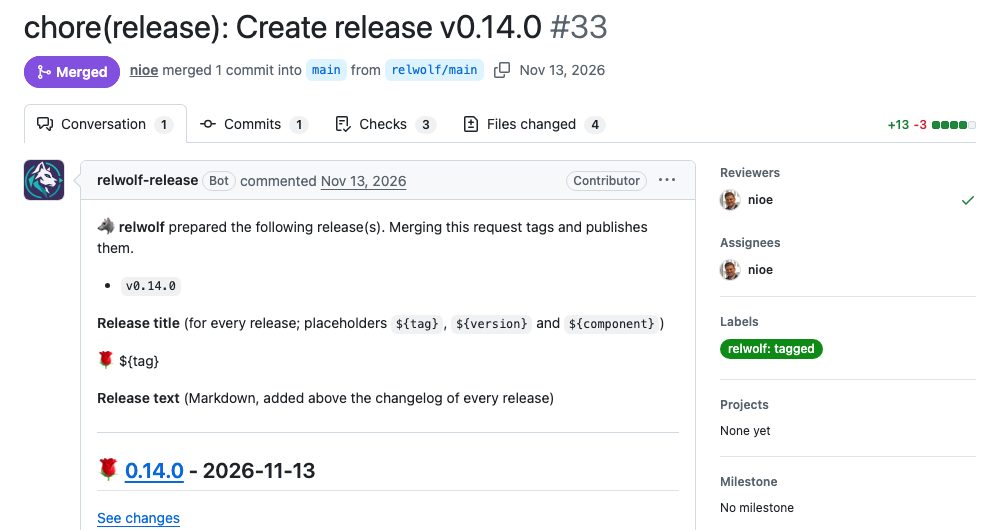 chore(release): Create release v0.14.0 #33
Merged nioe merged 1 commit into main from relwolf/main Nov 13, 2026
Conversation 1 Commits 1 Checks 3 Files changed 4 +13 -3
relwolf-release Bot commented Nov 13, 2026 Contributor ···
relwolf prepared the following release(s). Merging this request tags and publishes
them.
• v0.14.0
Release title (for every release; placeholders ${tag}, ${version} and ${component})
${tag}
Release text (Markdown, added above the changelog of every release)
0.14.0 - 2026-11-13
See changes
Reviewers
nioe
Assignees
nioe
Labels
relwolf: tagged
Projects
None yet
Milestone
No milestone